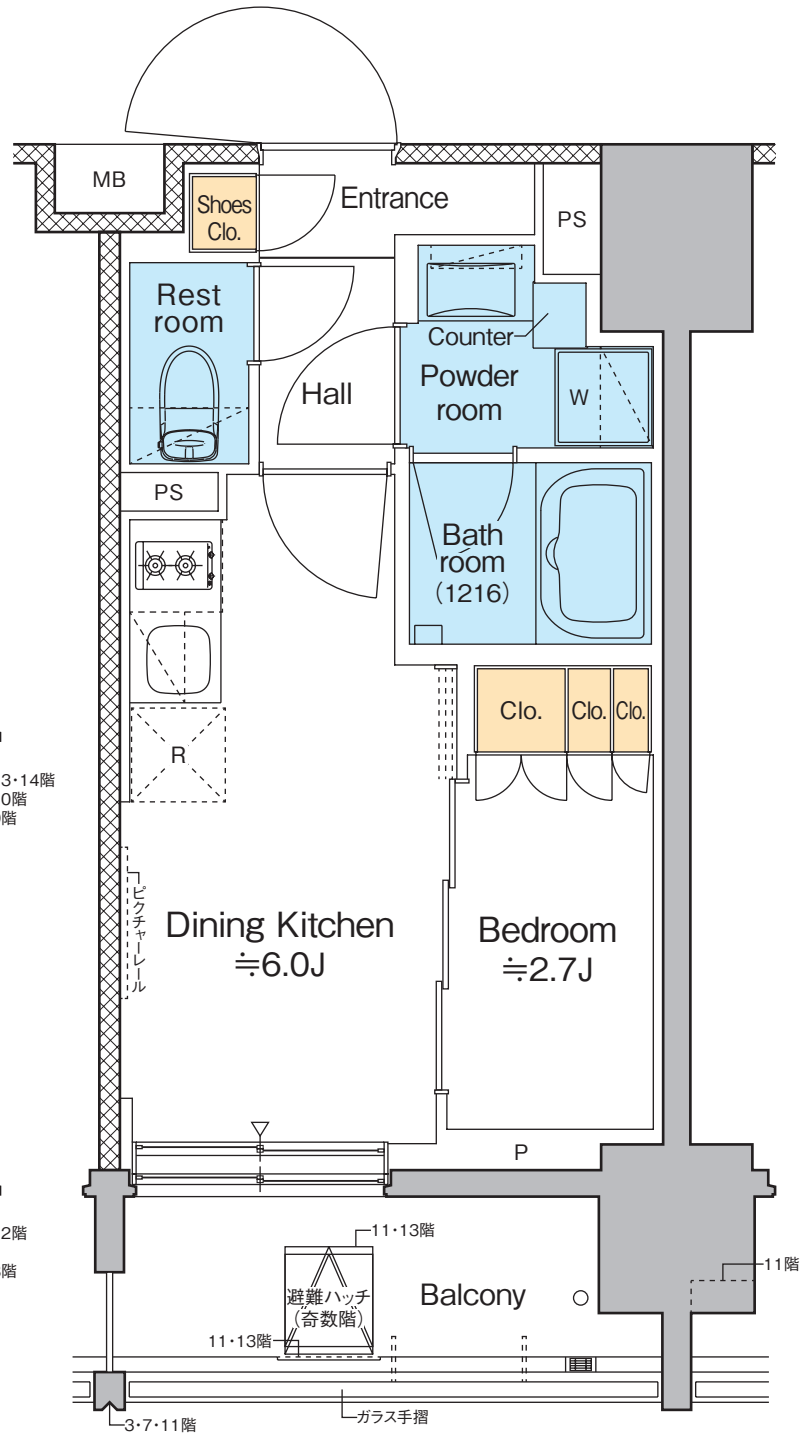 MB
Shoes
Clo.
Entrance
PS
Rest
room
Counter
Powder
room
W
Hall
PS
Bath
room
(1216)
Clo.
Clo.
Clo.
R
3・14階
0階
階
ピクチャーレール
Dining Kitchen
≒6.0J
Bedroom
≒2.7J
P
2階
階
11・13階
避難ハッチ
(奇数階)
Balcony
11階
11・13階
3・7・11階
ガラス手摺